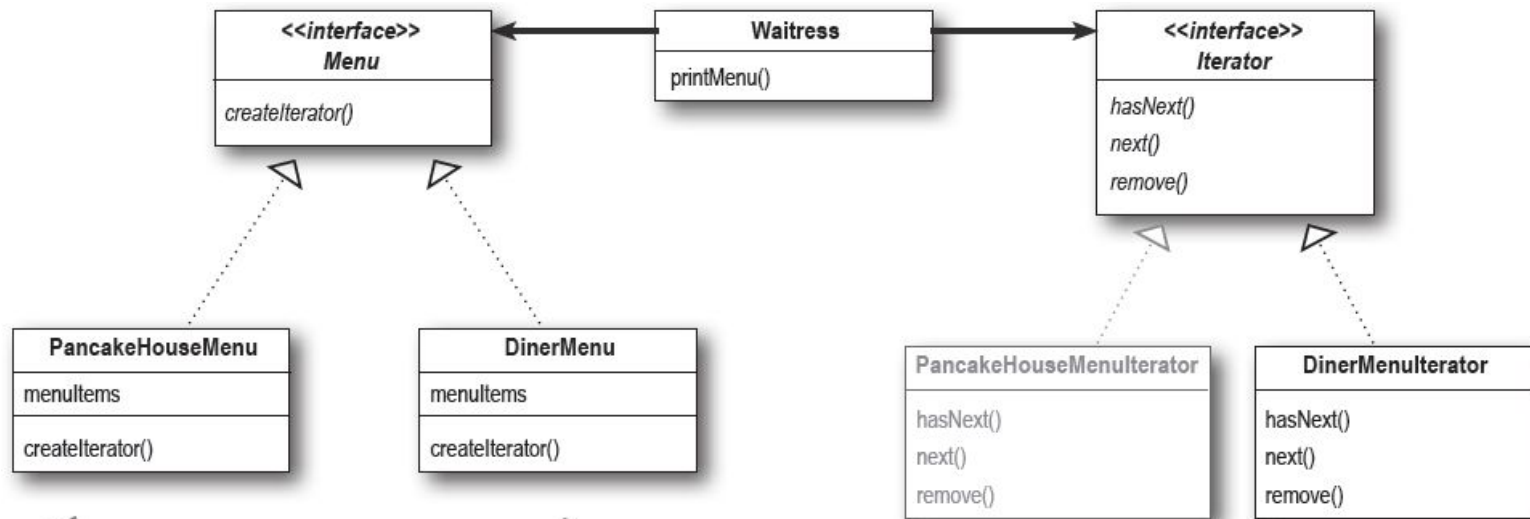 <<interface>>
Menu
createIterator()
Waitress
printMenu()
<<interface>>
Iterator
hasNext()
next()
remove()
PancakeHouseMenu
menuItems
createIterator()
DinerMenu
menuItems
createIterator()
PancakeHouseMenuIterator
hasNext()
next()
remove()
DinerMenuIterator
hasNext()
next()
remove()